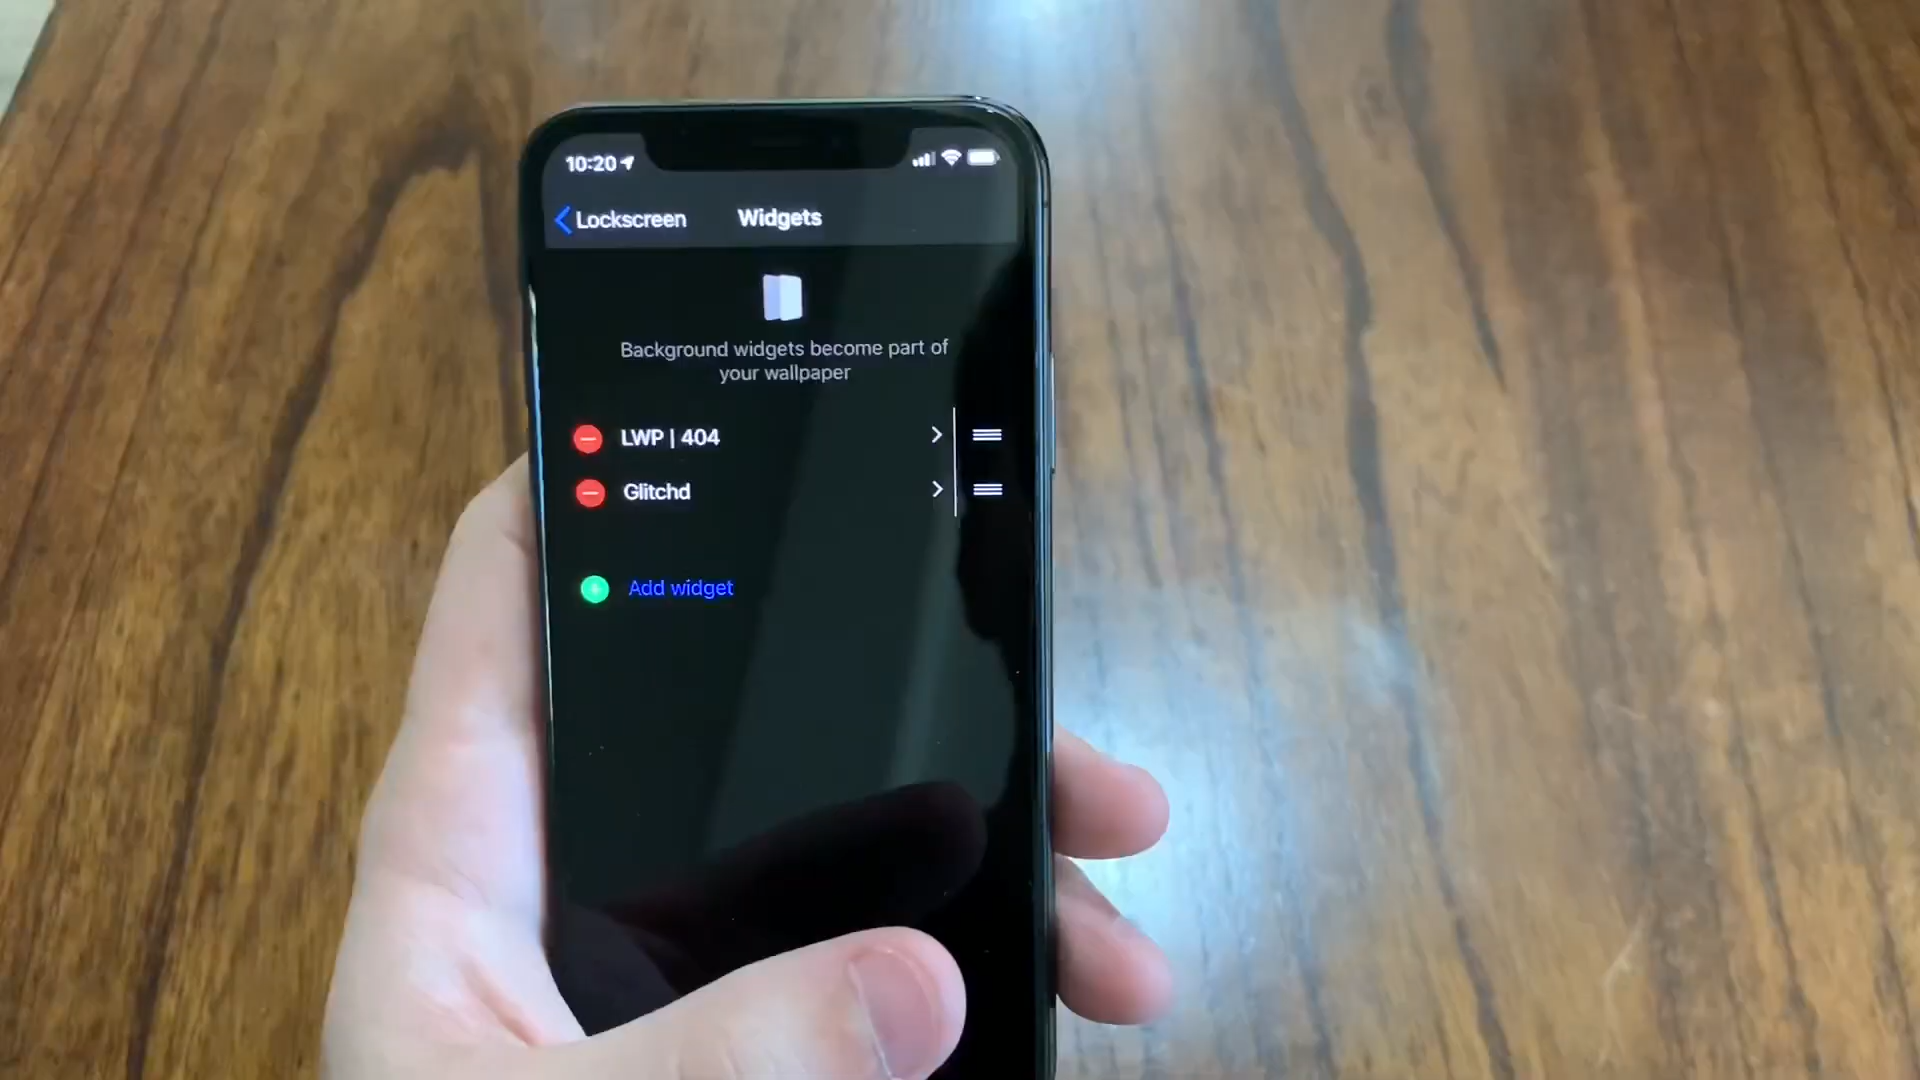 10:20
Lockscreen
Widgets
Background widgets become part of
your wallpaper
LWP | 404
Glitchd
Add widget